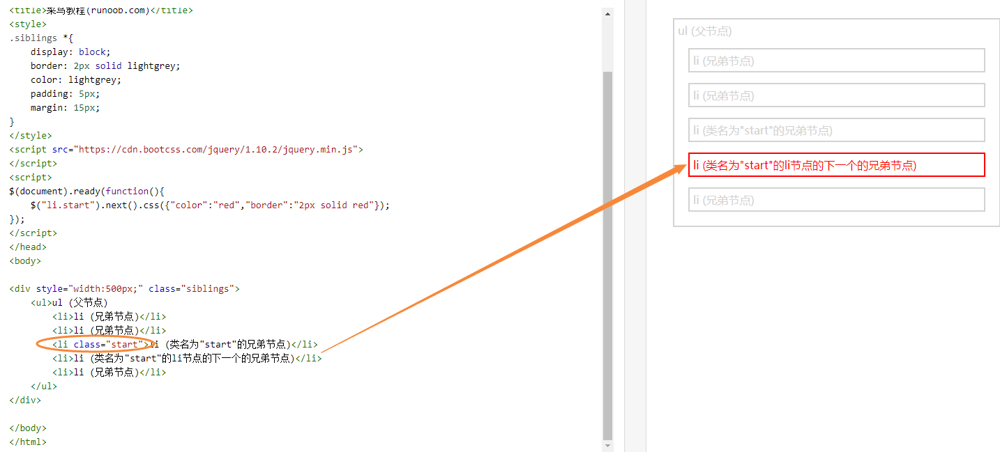 <title>菜鸟教程(runoob.com)</title>
<style>
.siblings *{
    display: block;
    border: 2px solid lightgrey;
    color: lightgrey;
    padding: 5px;
    margin: 15px;
}
</style>
<script src="https://cdn.bootcss.com/jquery/1.10.2/jquery.min.js">
</script>
<script>
$(document).ready(function(){
    $("li.start").next().css({"color":"red","border":"2px solid red"});
});
</script>
</head>
<body>
<div style="width:500px;" class="siblings">
    <ul>ul (父节点)
        <li>li (兄弟节点)</li>
        <li>li (兄弟节点)</li>
        <li class="start">li (类名为"start"的兄弟节点)</li>
        <li>li (类名为"start"的li节点的下一个的兄弟节点)</li>
        <li>li (兄弟节点)</li>
    </ul>
</div>
</body>
</html>
ul (父节点)
li (兄弟节点)
li (兄弟节点)
li (类名为"start"的兄弟节点)
li (类名为"start"的li节点的下一个的兄弟节点)
li (兄弟节点)